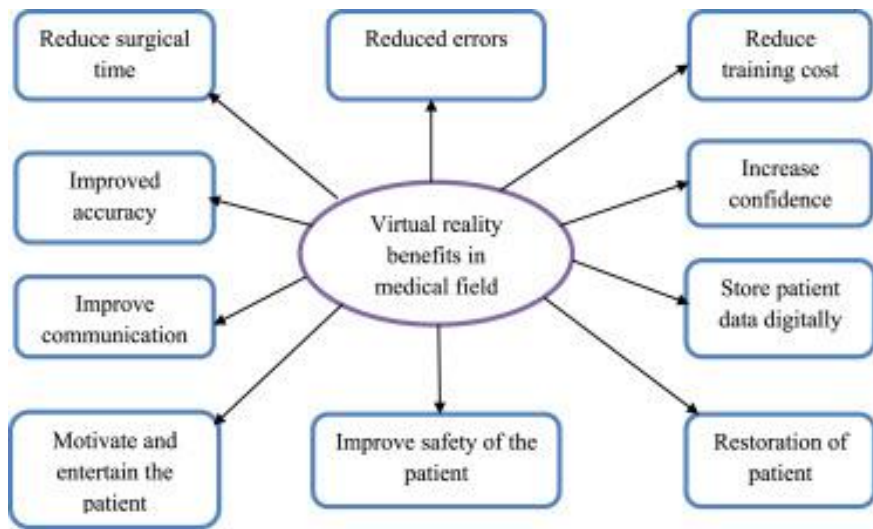 Reduce surgical
time
Reduced errors
Reduce
training cost
Improved
accuracy
Virtual reality
benefits in
medical field
Increase
confidence
Improve
communication
Store patient
data digitally
Motivate and
entertain the
patient
Improve safety of the
patient
Restoration of
patient